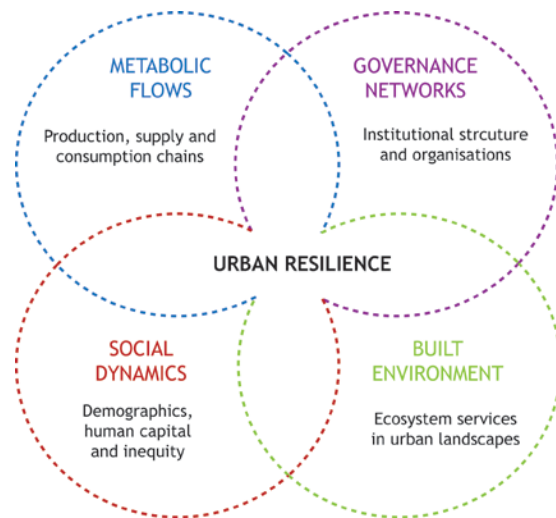 METABOLIC
FLOWS
Production, supply and
consumption chains
GOVERNANCE
NETWORKS
Institutional strcuture
and organisations
URBAN RESILIENCE
SOCIAL
DYNAMICS
Demographics,
human capital
and inequity
BUILT
ENVIRONMENT
Ecosystem services
in urban landscapes